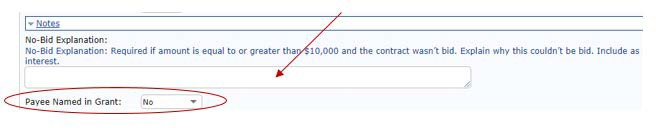 Notes
No-Bid Explanation:
No-Bid Explanation: Required if amount is equal to or greater than $10,000 and the contract wasn't bid. Explain why this couldn't be bid. Include as
interest.
Payee Named in Grant: No